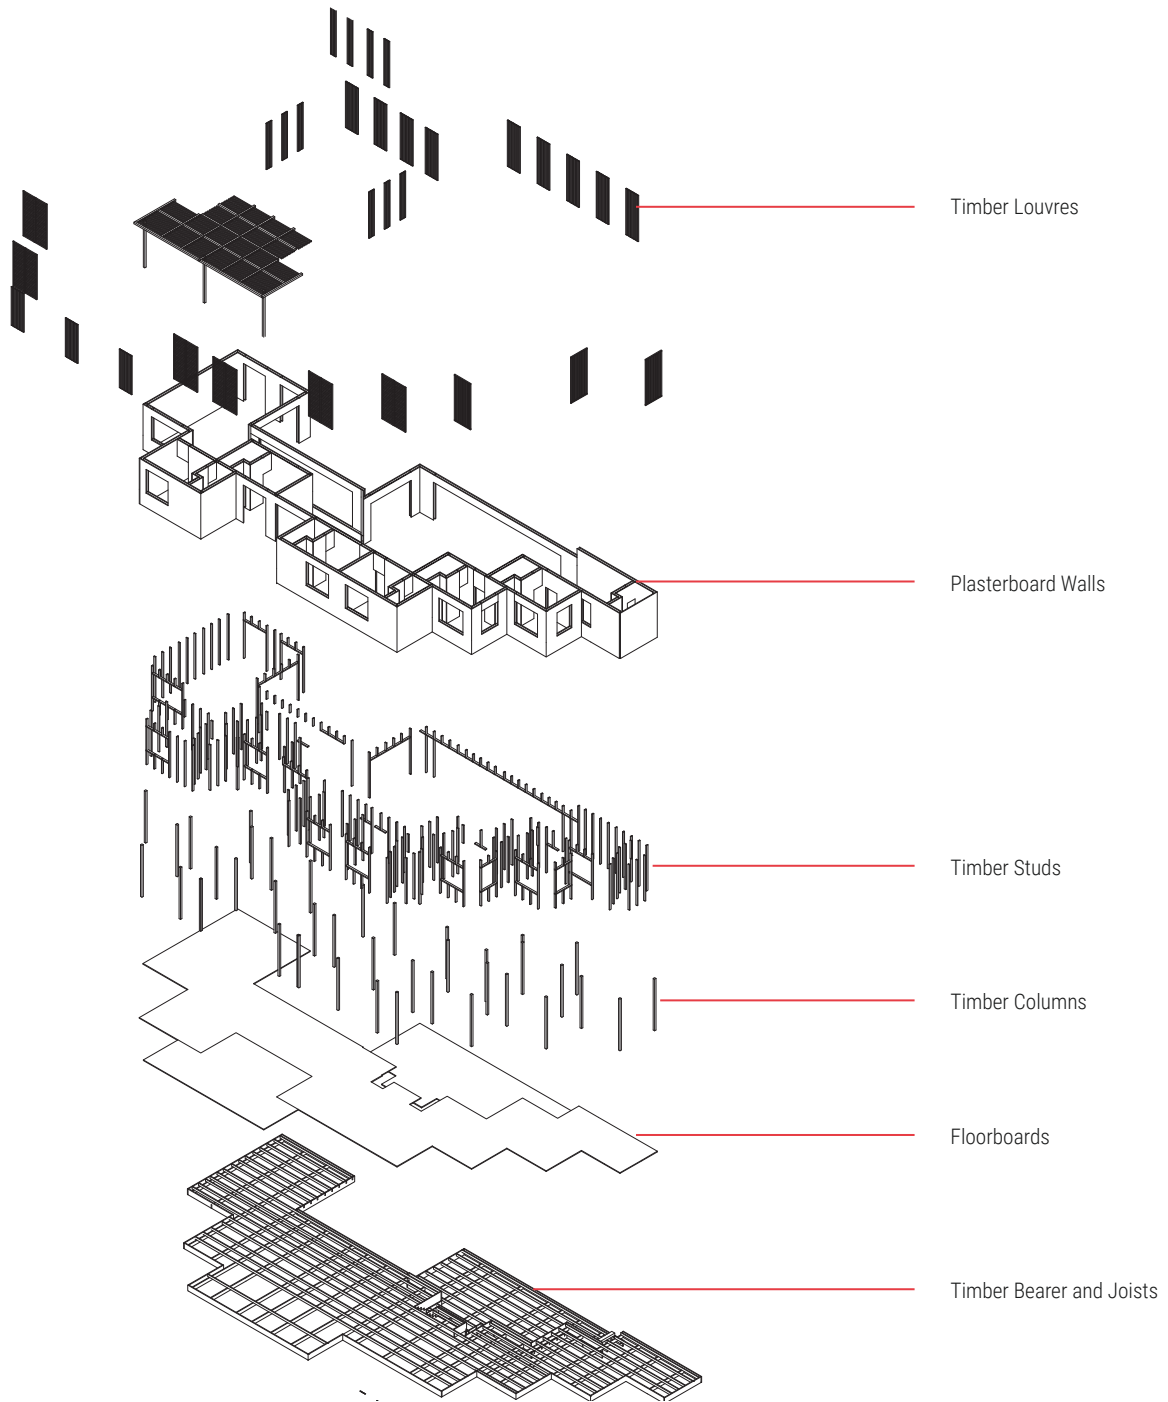 Timber Louvres
Plasterboard Walls
Timber Studs
Timber Columns
Floorboards
Timber Bearer and Joists